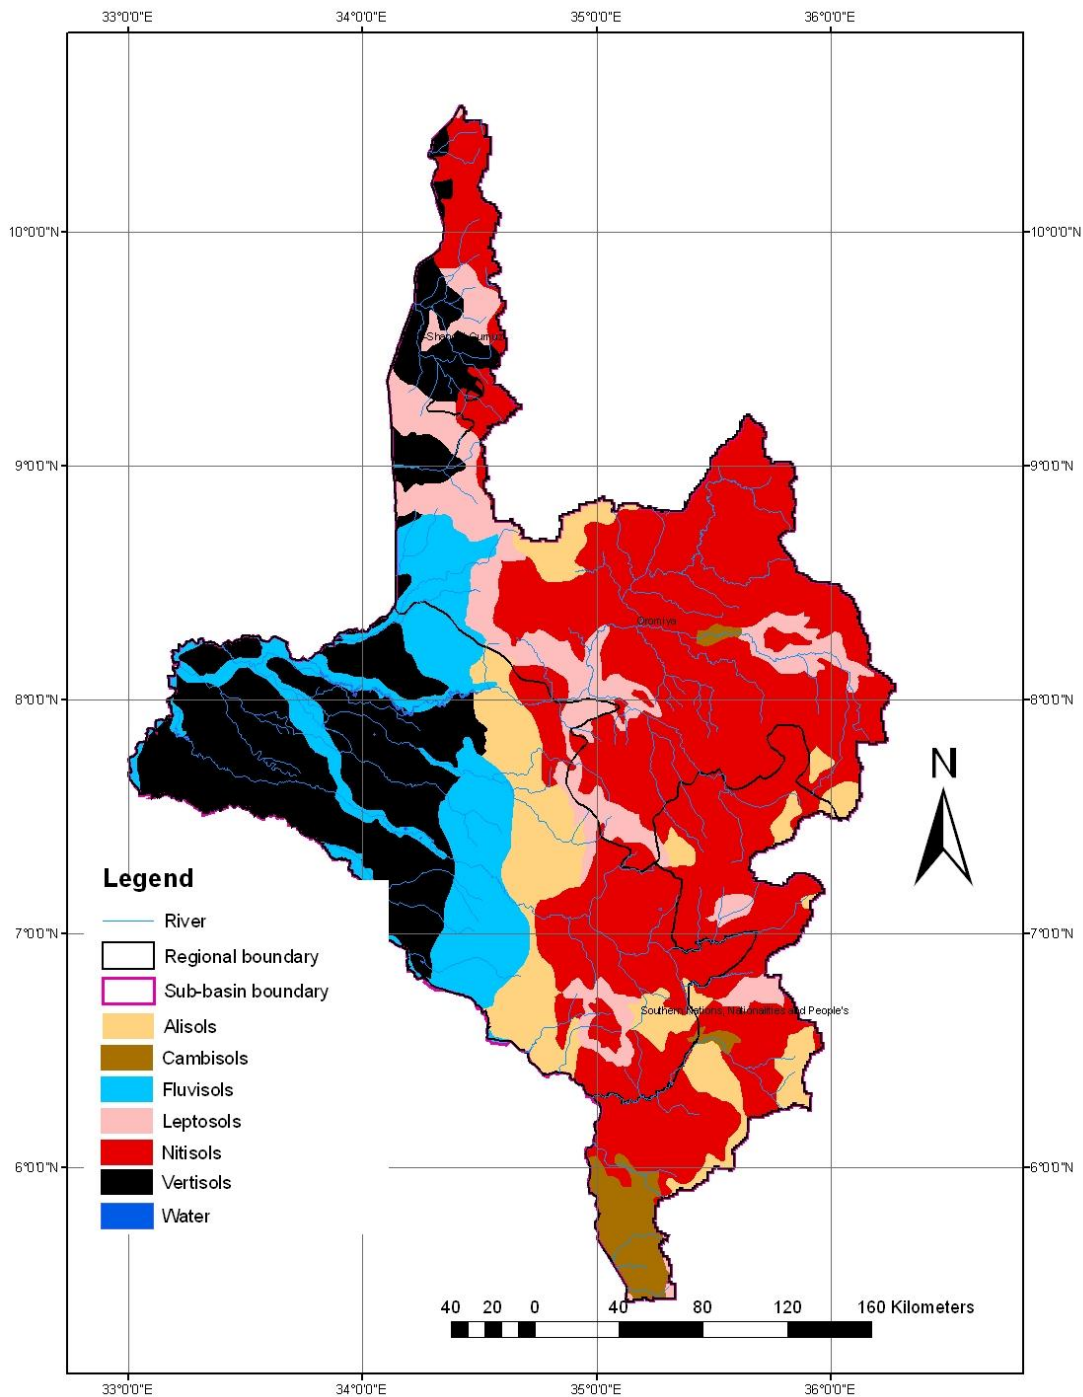 33°0'0"E 34°0'0"E 35°0'0"E 36°0'0"E
10°0'0"N 10°0'0"N
9°0'0"N 9°0'0"N
Oromiya
8°0'0"N 8°0'0"N
N
Legend
River
7°0'0"N 7°0'0"N
Regional boundary
Sub-basin boundary
Southern Nations, Nationalities and People's
Alisols
Cambisols
Fluvisols
Leptosols
Nitisols
6°0'0"N 6°0'0"N
Vertisols
Water
40 20 0 40 80 120 160 Kilometers
33°0'0"E 34°0'0"E 35°0'0"E 36°0'0"E